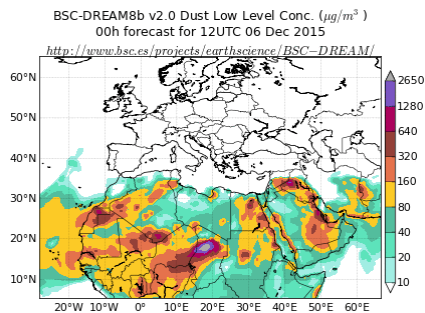 BSC-DREAM8b v2.0 Dust Low Level Conc. (μg/m³ )
00h forecast for 12UTC 06 Dec 2015
http://www.bsc.es/projects/earthscience/BSC−DREAM/
60°N
50°N
40°N
30°N
20°N
10°N
20°W 10°W 0° 10°E 20°E 30°E 40°E 50°E 60°E
2650
1280
640
320
160
80
40
20
10